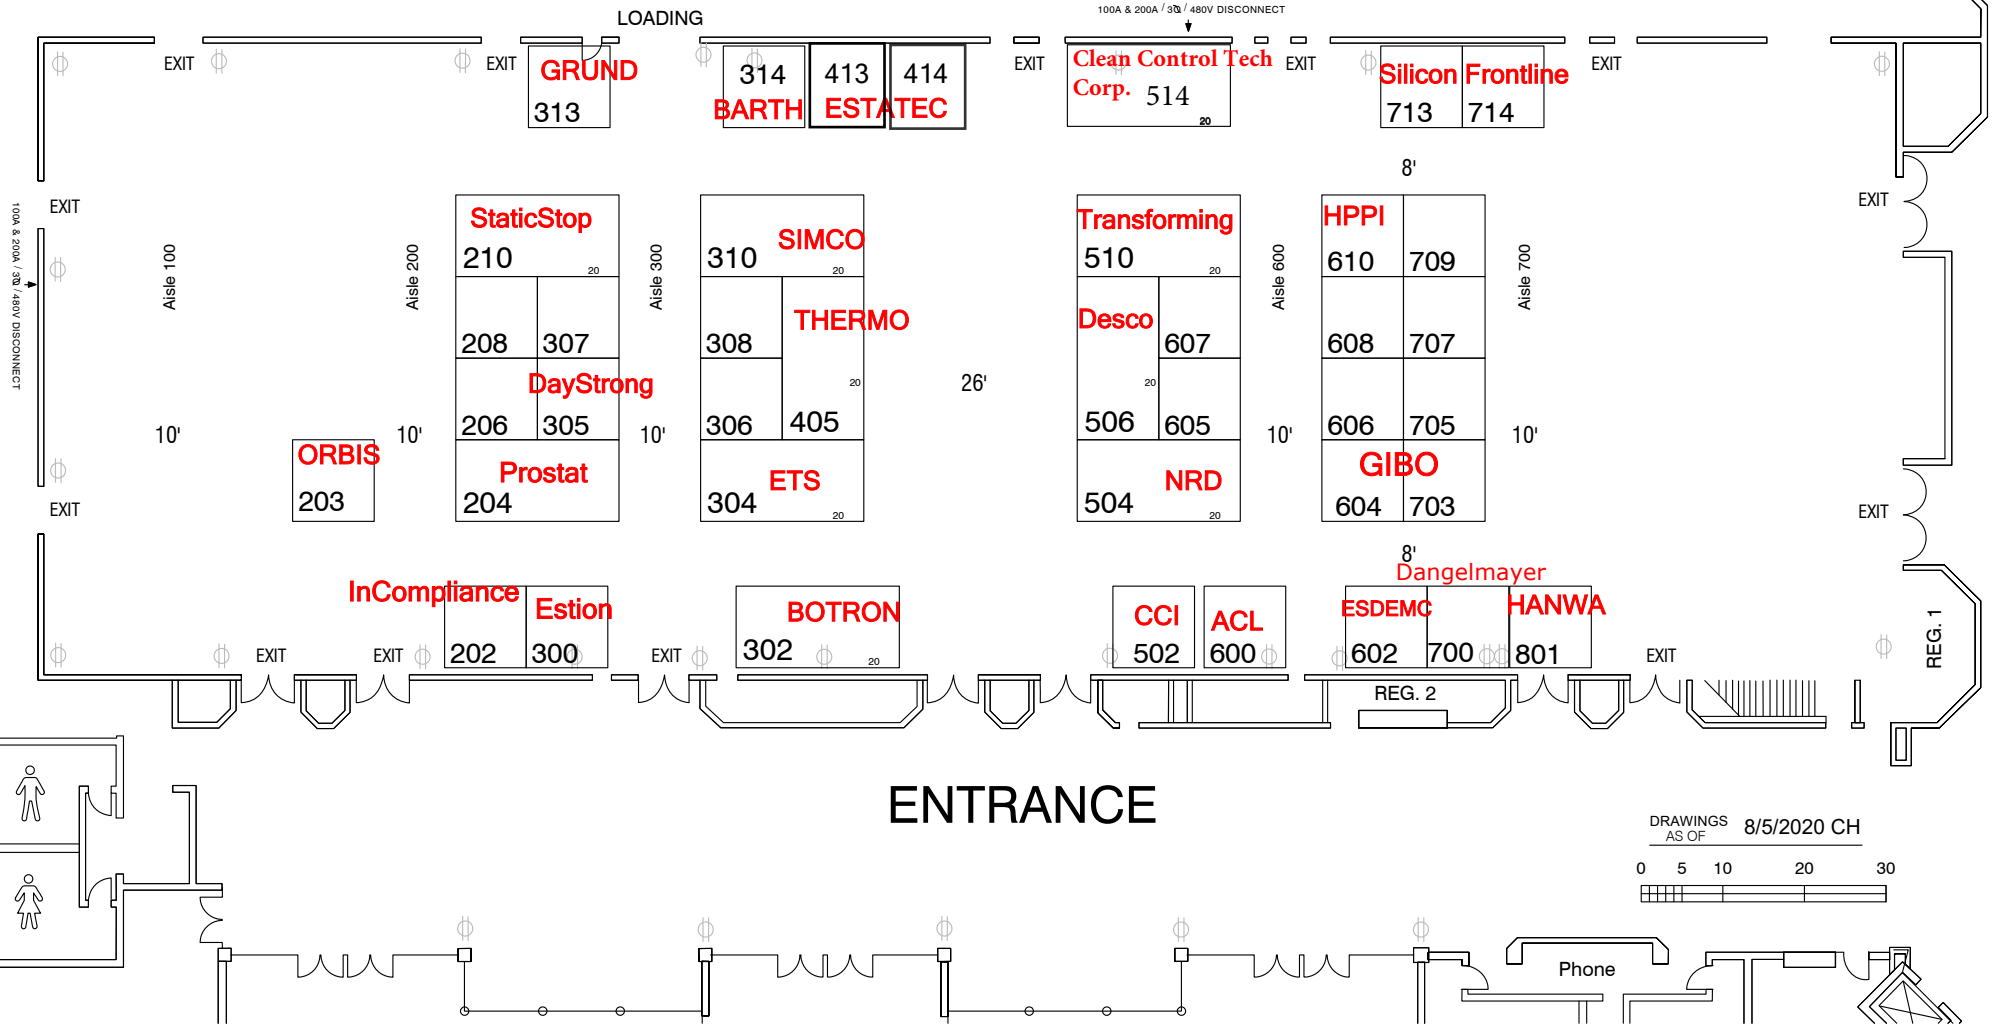 100A & 200A / 3Ø / 480V DISCONNECT
LOADING
EXIT
EXIT
GRUND
313
314
BARTH
413
414
ESTATEC
EXIT
Clean Control Tech
Corp. 514
20
EXIT
Silicon Frontline
713
714
EXIT
8'
EXIT
EXIT
100A & 200A / 3Ø / 480V DISCONNECT
Aisle 100
Aisle 200
Aisle 300
Aisle 600
Aisle 700
StaticStop
210
20
SIMCO
310
20
Transforming
510
20
HPPI
610
709
208
307
308
THERMO
Desco
607
608
707
DayStrong
206
305
306
405
20
26'
506
20
605
606
705
10'
10'
10'
10'
10'
ORBIS
203
Prostat
204
ETS
304
20
NRD
504
20
GIBO
604
703
EXIT
EXIT
8'
Dangelmayer
InCompliance
202
Estion
300
BOTRON
302
20
CCI
502
ACL
600
ESDEMC
602
700
HANWA
801
EXIT
EXIT
EXIT
EXIT
REG. 1
REG. 2
ENTRANCE
DRAWINGS
AS OF
8/5/2020 CH
0 5 10 20 30
Phone